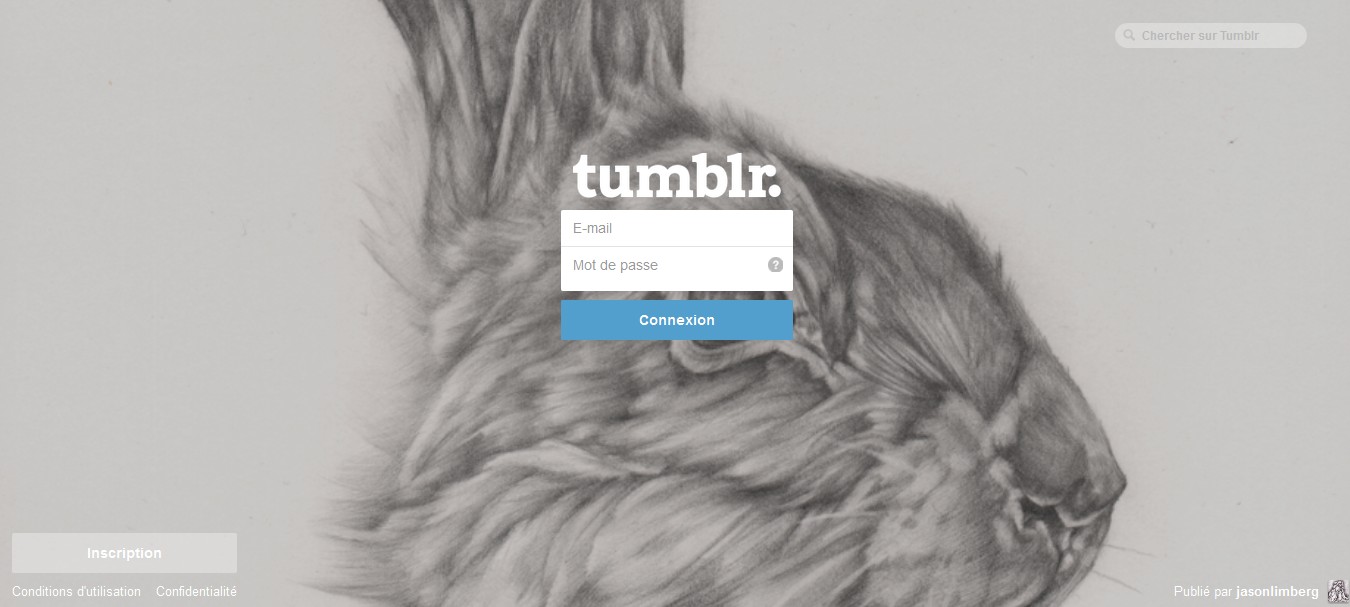 Chercher sur Tumblr
tumblr.
E-mail
Mot de passe
?
Connexion
Inscription
Conditions d'utilisation Confidentialité
Publié par jasonlimberg